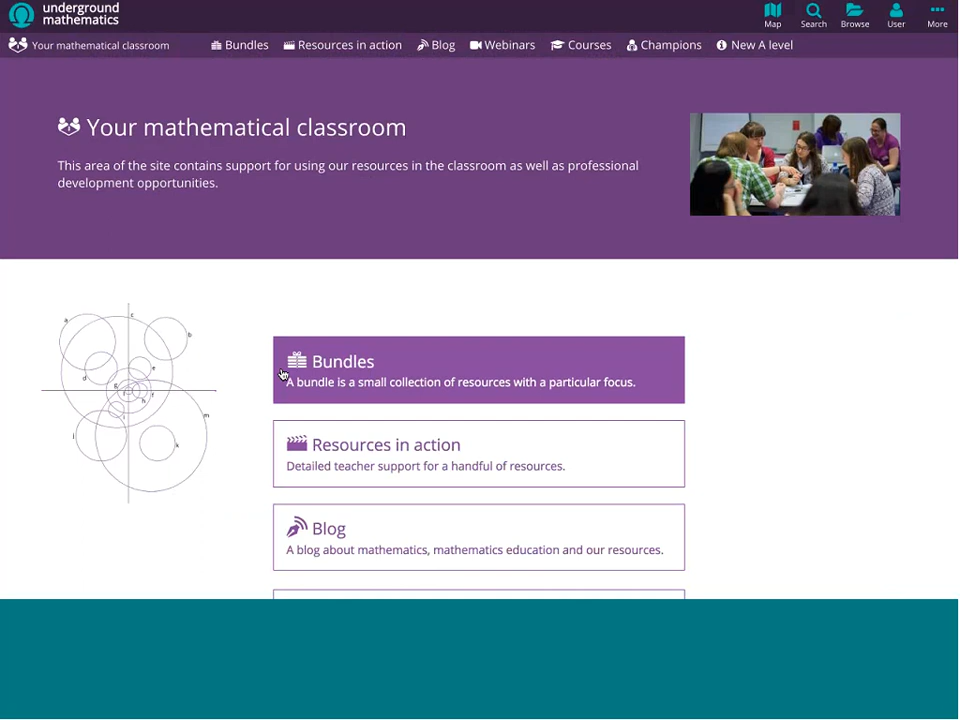 underground
mathematics
Map Search Browse User More
Your mathematical classroom Bundles Resources in action Blog Webinars Courses Champions New A level
Your mathematical classroom
This area of the site contains support for using our resources in the classroom as well as professional
development opportunities.
a
c
b
e
d
g
f
h
i
j
k
m
Bundles
A bundle is a small collection of resources with a particular focus.
Resources in action
Detailed teacher support for a handful of resources.
Blog
A blog about mathematics, mathematics education and our resources.